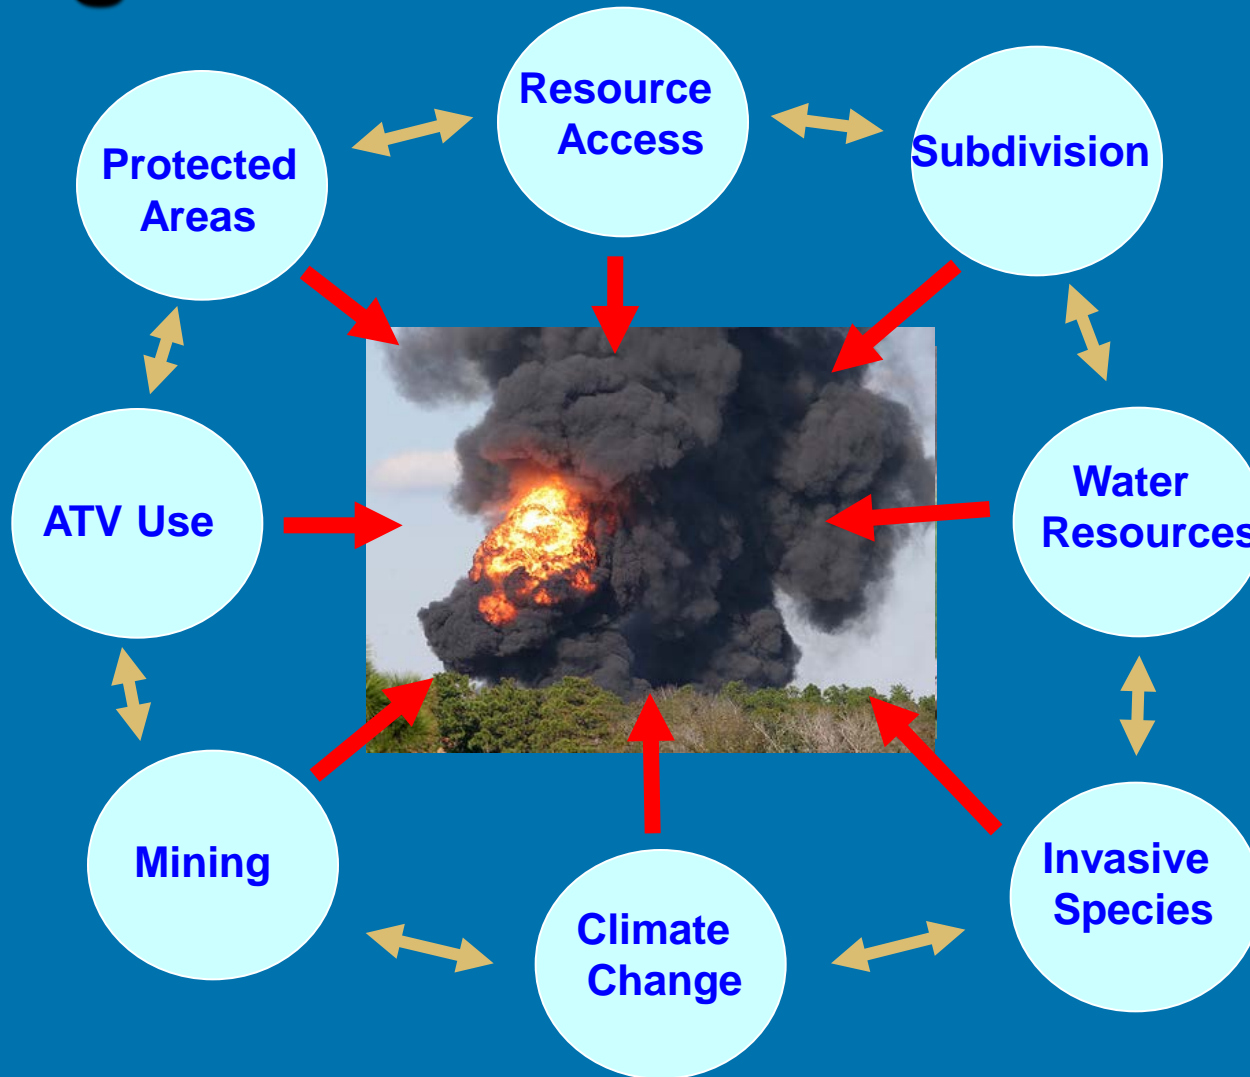 Resource
Access
Subdivision
Protected
Areas
Water
Resources
ATV Use
Mining
Invasive
Species
Climate
Change